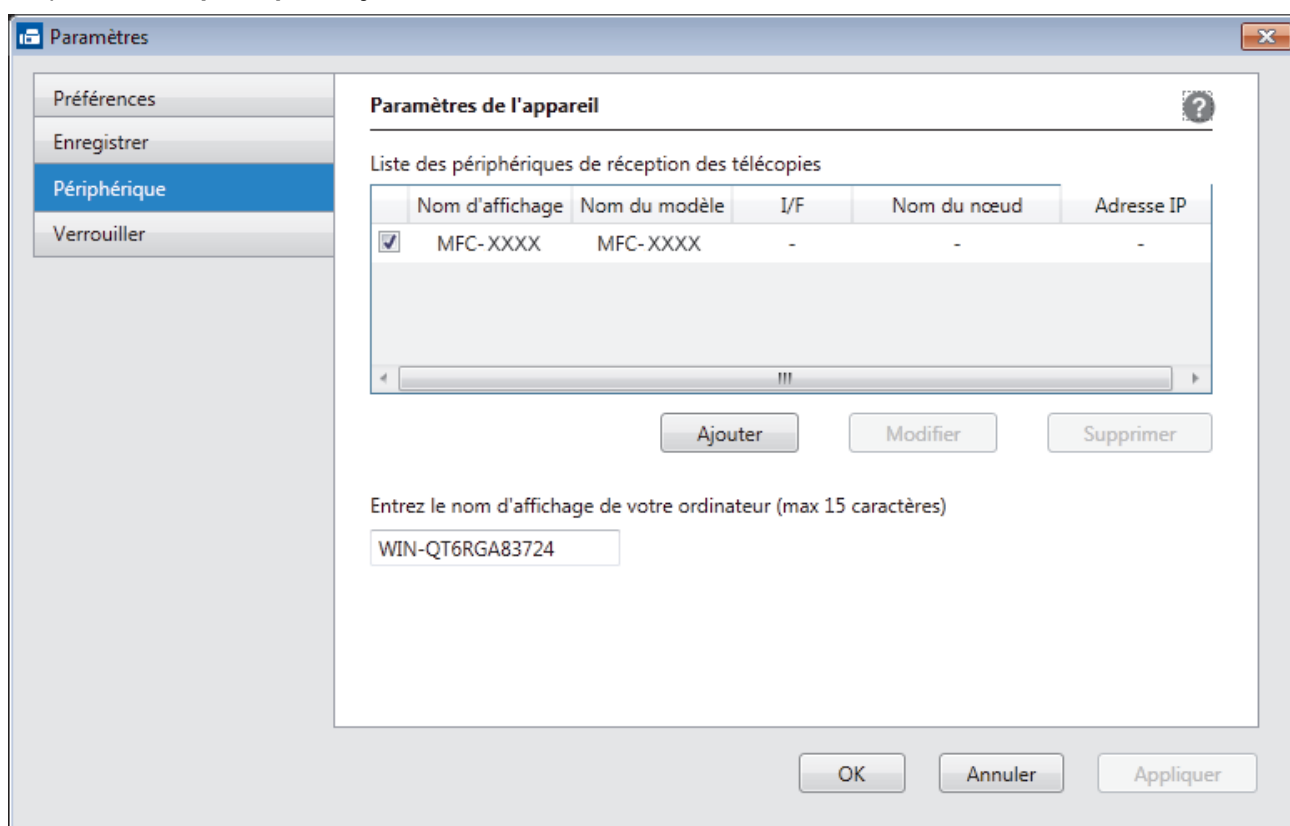 Paramètres
Préférences
Enregistrer
Périphérique
Verrouiller
Paramètres de l'appareil
?
Liste des périphériques de réception des télécopies
Nom d'affichage Nom du modèle I/F Nom du nœud Adresse IP
MFC-XXXX MFC-XXXX - - -
Ajouter Modifier Supprimer
Entrez le nom d'affichage de votre ordinateur (max 15 caractères)
WIN-QT6RGA83724
OK Annuler Appliquer